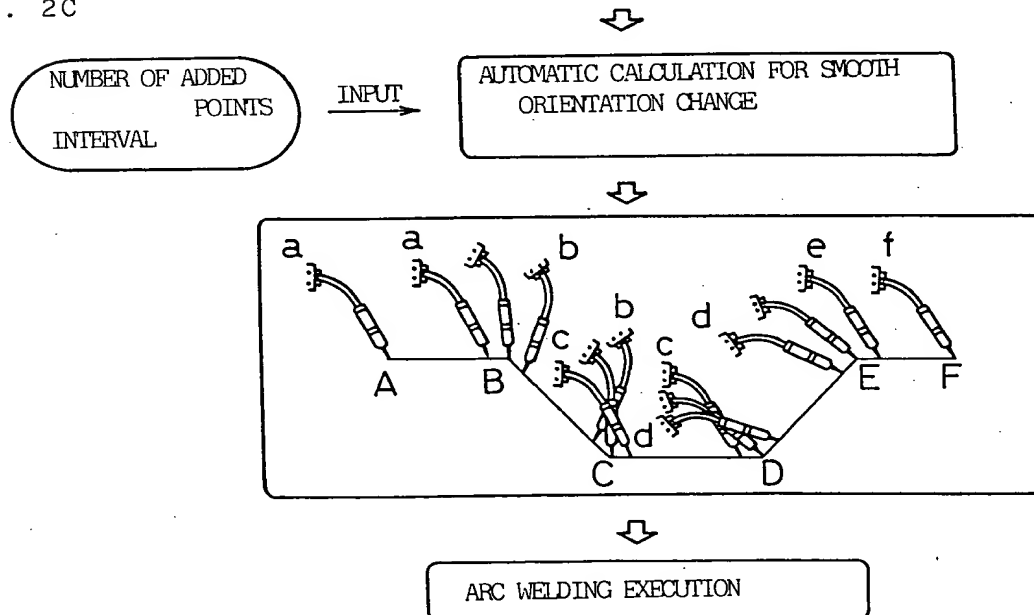 . 2C
NUMBER OF ADDED
POINTS
INTERVAL
INPUT
AUTOMATIC CALCULATION FOR SMOOTH
ORIENTATION CHANGE
a a b e f
b d
c c
d
A B E F
C D
ARC WELDING EXECUTION